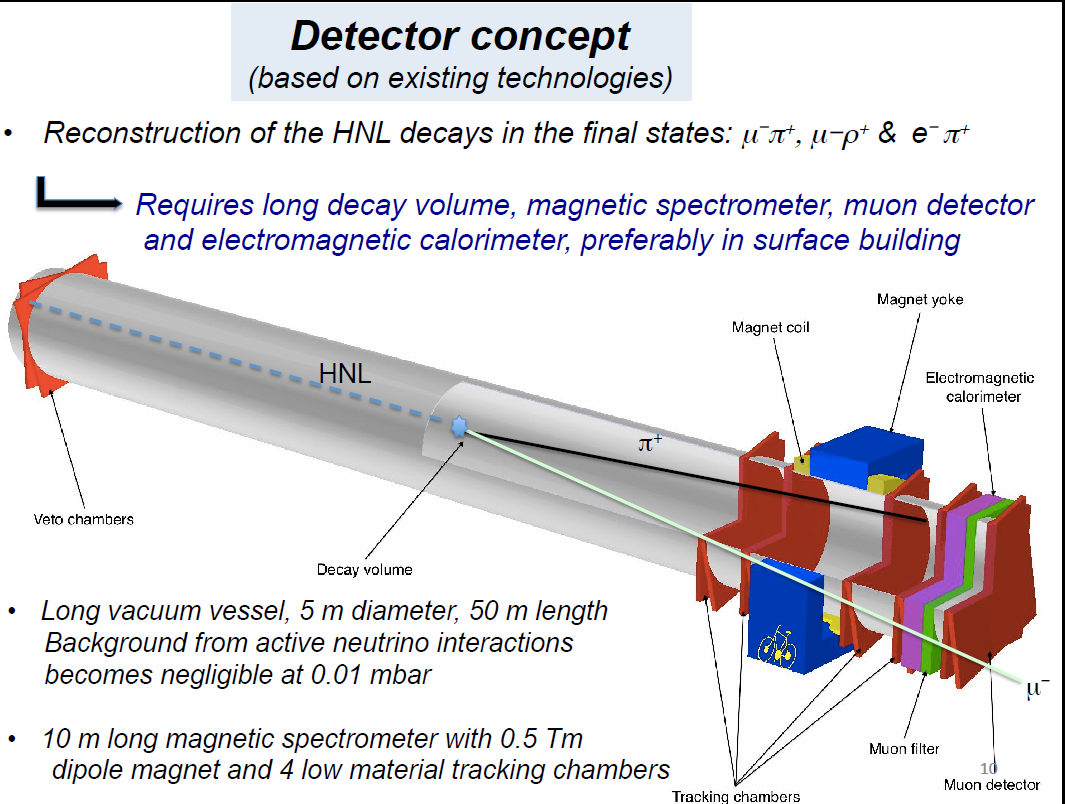 Detector concept
(based on existing technologies)
• Reconstruction of the HNL decays in the final states: μ⁻π⁺, μ−ρ⁺ & e⁻ π⁺
Requires long decay volume, magnetic spectrometer, muon detector
and electromagnetic calorimeter, preferably in surface building
Magnet yoke
Magnet coil
Electromagnetic
calorimeter
HNL
π⁺
Veto chambers
Decay volume
• Long vacuum vessel, 5 m diameter, 50 m length
Background from active neutrino interactions
becomes negligible at 0.01 mbar
μ⁻
• 10 m long magnetic spectrometer with 0.5 Tm
dipole magnet and 4 low material tracking chambers
Muon filter
10
Muon detector
Tracking chambers